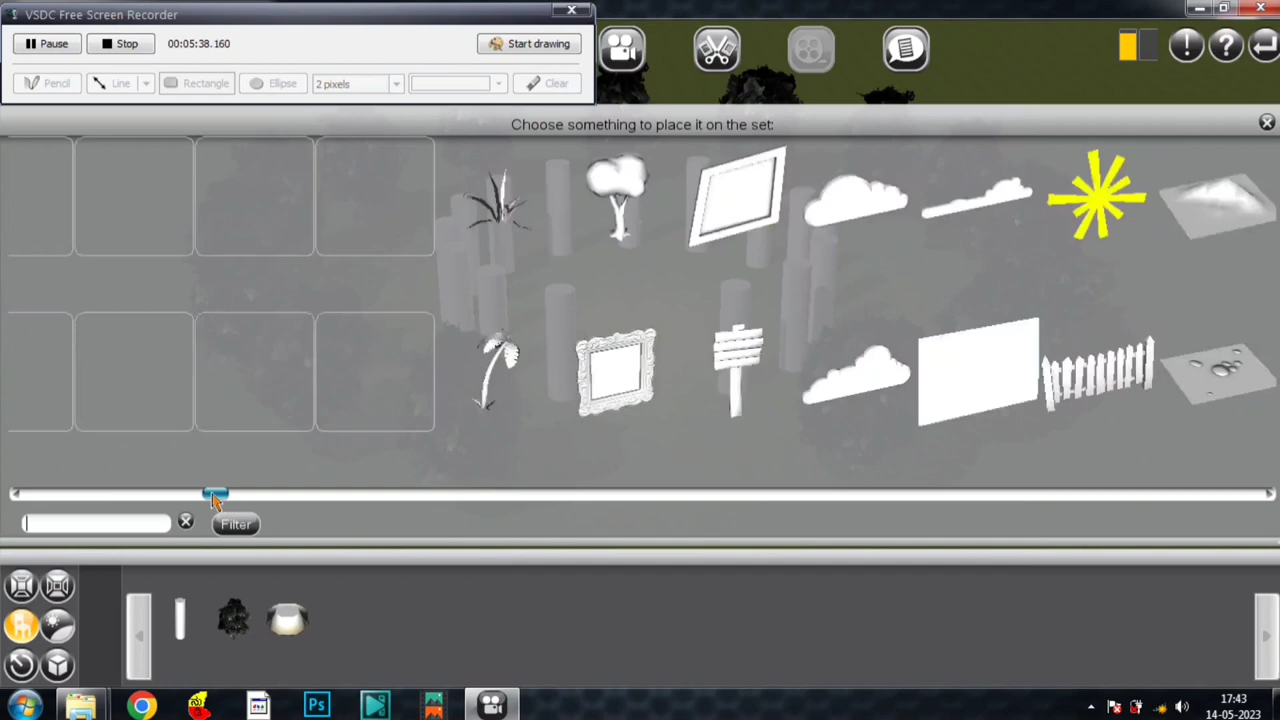 VSDC Free Screen Recorder
Pause
Stop
00:05:38.160
Start drawing
Pencil
Line
Rectangle
Ellipse
2 pixels
Clear
Choose something to place it on the set:
Filter
Ps
17:43
14-05-2023